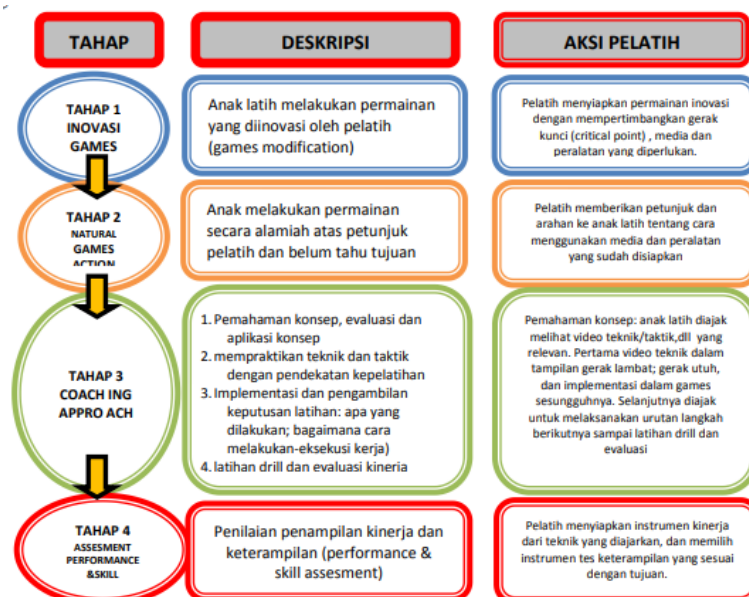 TAHAP
DESKRIPSI
AKSI PELATIH
TAHAP 1
INOVASI
GAMES
Anak latih melakukan permainan
yang diinovasi oleh pelatih
(games modification)
Pelatih menyiapkan permainan inovasi
dengan mempertimbangkan gerak
kunci (critical point) , media dan
peralatan yang diperlukan.
TAHAP 2
NATURAL
GAMES
ACTION
Anak melakukan permainan
secara alamiah atas petunjuk
pelatih dan belum tahu tujuan
Pelatih memberikan petunjuk dan
arahan ke anak latih tentang cara
menggunakan media dan peralatan
yang sudah disiapkan
TAHAP 3
COACH ING
APPRO ACH
1. Pemahaman konsep, evaluasi dan
aplikasi konsep
2. mempraktikan teknik dan taktik
dengan pendekatan kepelatihan
3. Implementasi dan pengambilan
keputusan latihan: apa yang
dilakukan; bagaimana cara
melakukan-eksekusi kerja)
4. latihan drill dan evaluasi kinerja
Pemahaman konsep: anak latih diajak
melihat video teknik/taktik,dll yang
relevan. Pertama video teknik dalam
tampilan gerak lambat; gerak utuh,
dan implementasi dalam games
sesungguhnya. Selanjutnya diajak
untuk melaksanakan urutan langkah
berikutnya sampai latihan drill dan
evaluasi
TAHAP 4
ASSESMENT
PERFORMANCE
&SKILL
Penilaian penampilan kinerja dan
keterampilan (performance &
skill assesment)
Pelatih menyiapkan instrumen kinerja
dari teknik yang diajarkan, dan memilih
instrumen tes keterampilan yang sesuai
dengan tujuan.